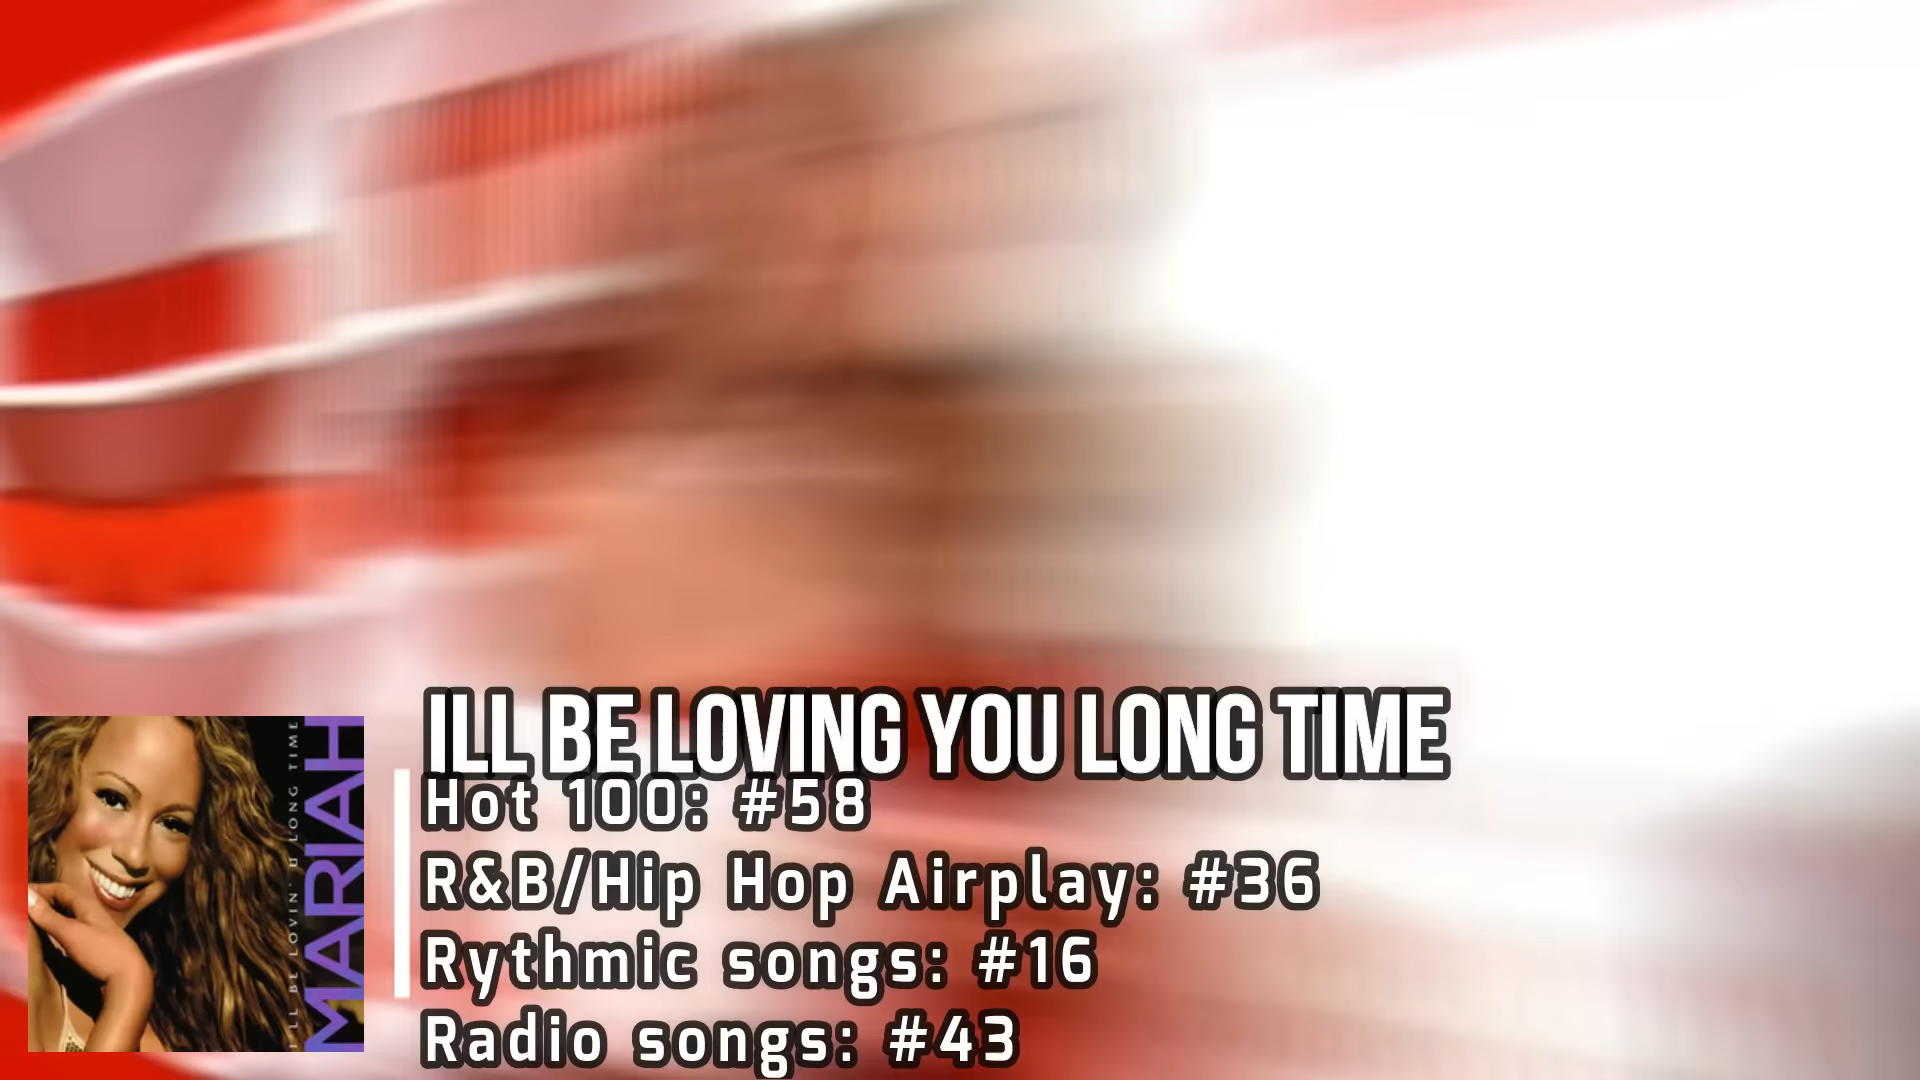 ILL BE LOVING YOU LONG TIME
Hot 100: #58
R&B/Hip Hop Airplay: #36
Rythmic songs: #16
Radio songs: #43
I'LL BE LOVIN' U LONG TIME
MARIAH